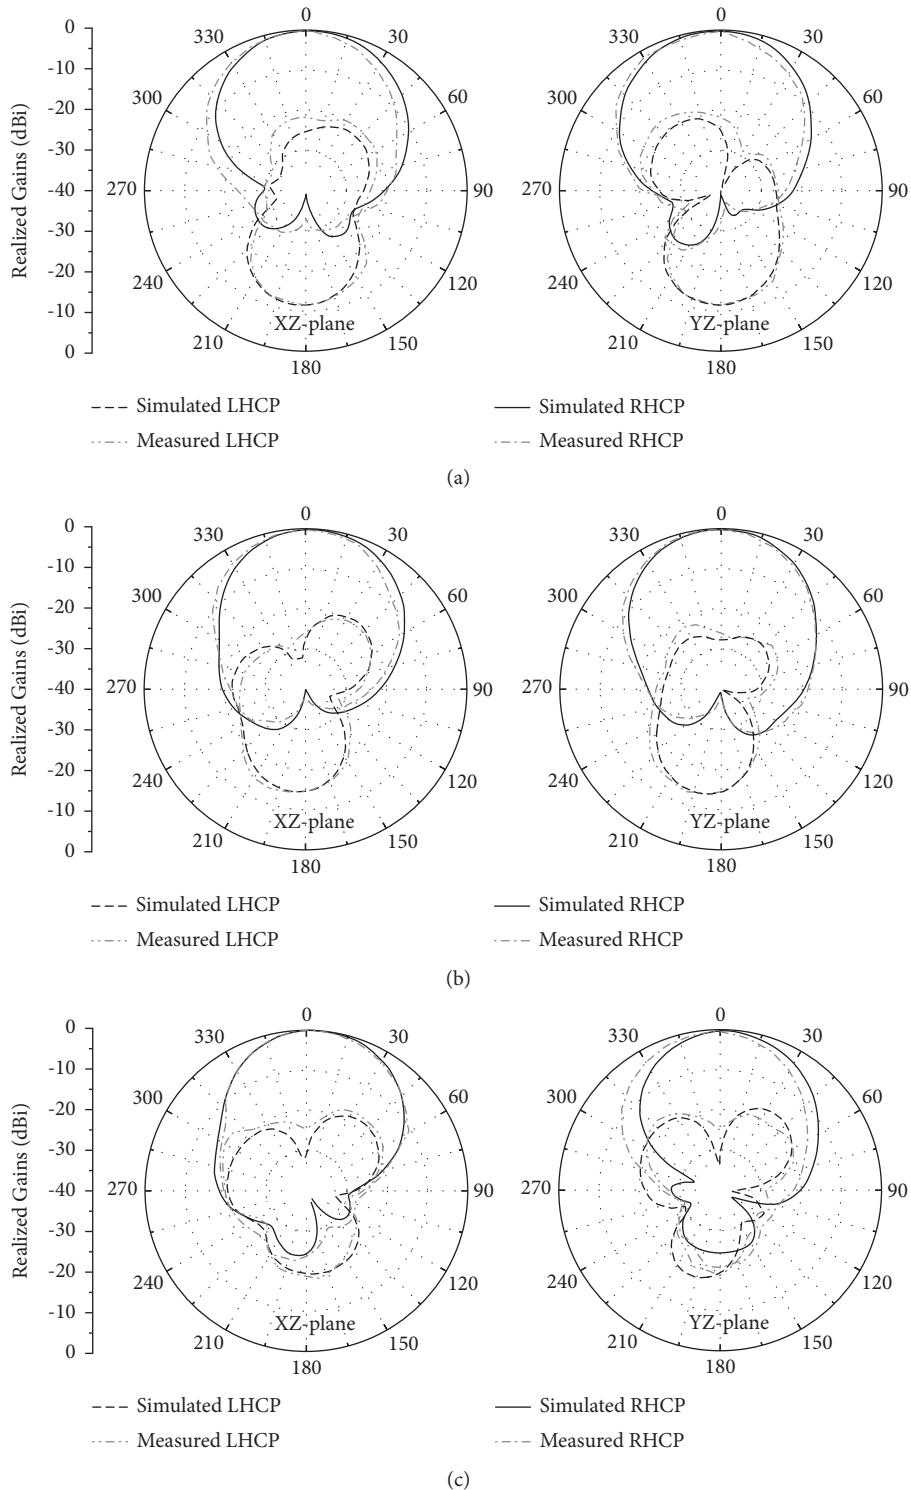 0 0
0 330 30 330 30
-10
300 60 300 60
-20
-30
-40 270 90 270 90
-30
-20 240 120 240 120
-10 XZ-plane YZ-plane
0 210 150 210 150
180 180
Realized Gains (dBi)
Simulated LHCP Simulated RHCP
Measured LHCP Measured RHCP
(a)
0 0
0 330 30 330 30
-10
300 60 300 60
-20
-30
-40 270 90 270 90
-30
-20 240 120 240 120
-10 XZ-plane YZ-plane
0 210 150 210 150
180 180
Realized Gains (dBi)
Simulated LHCP Simulated RHCP
Measured LHCP Measured RHCP
(b)
0 0
0 330 30 330 30
-10
300 60 300 60
-20
-30
-40 270 90 270 90
-30
-20 240 120 240 120
-10 XZ-plane YZ-plane
0 210 150 210 150
180 180
Realized Gains (dBi)
Simulated LHCP Simulated RHCP
Measured LHCP Measured RHCP
(c)